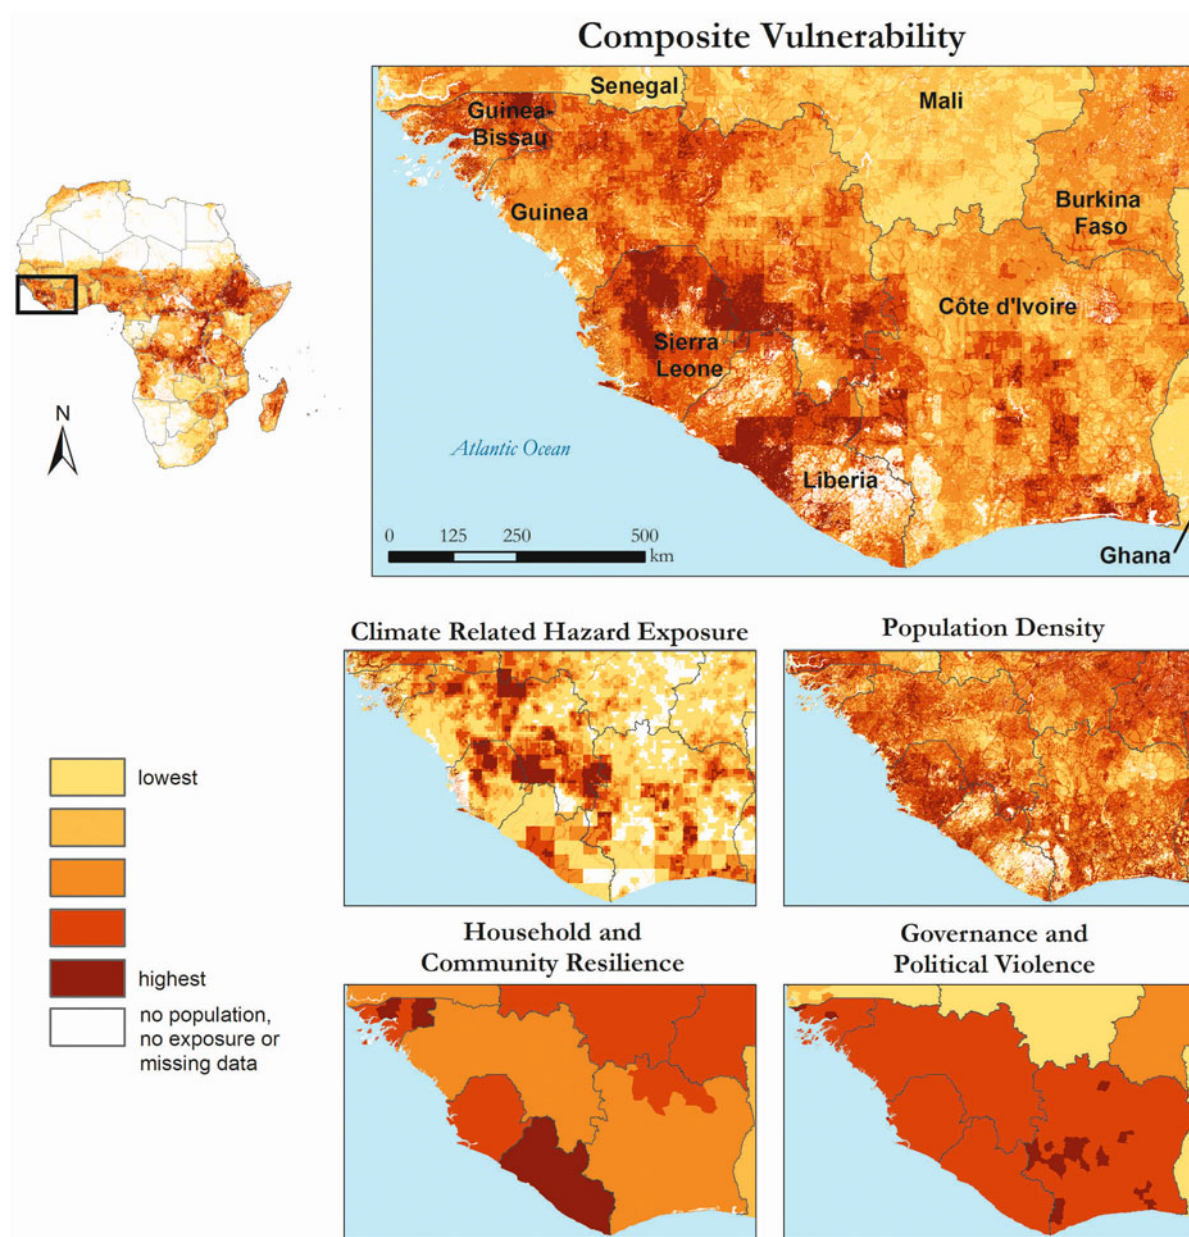 Composite Vulnerability
Senegal
Mali
Guinea-
Bissau
Burkina
Faso
Guinea
Côte d'Ivoire
Sierra
Leone
N
Atlantic Ocean
Liberia
0 125 250 500
km
Ghana
Climate Related Hazard Exposure
Population Density
lowest
highest
no population,
no exposure or
missing data
Household and
Community Resilience
Governance and
Political Violence